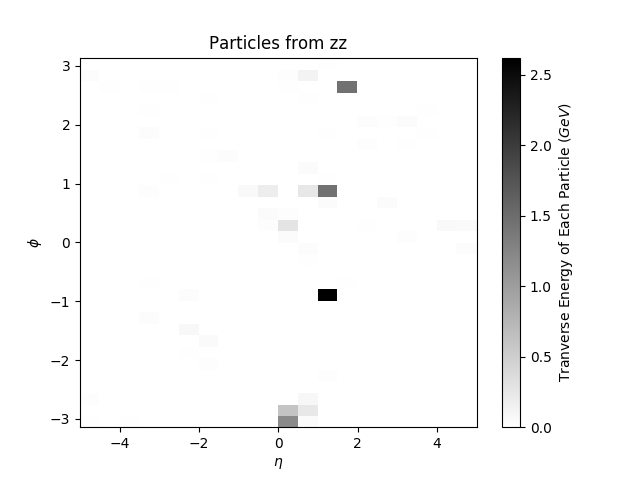 Particles from zz
3
2
1
0
−1
−2
−3
ϕ
−4 −2 0 2 4
η
2.5
2.0
1.5
1.0
0.5
0.0
Tranverse Energy of Each Particle (GeV)